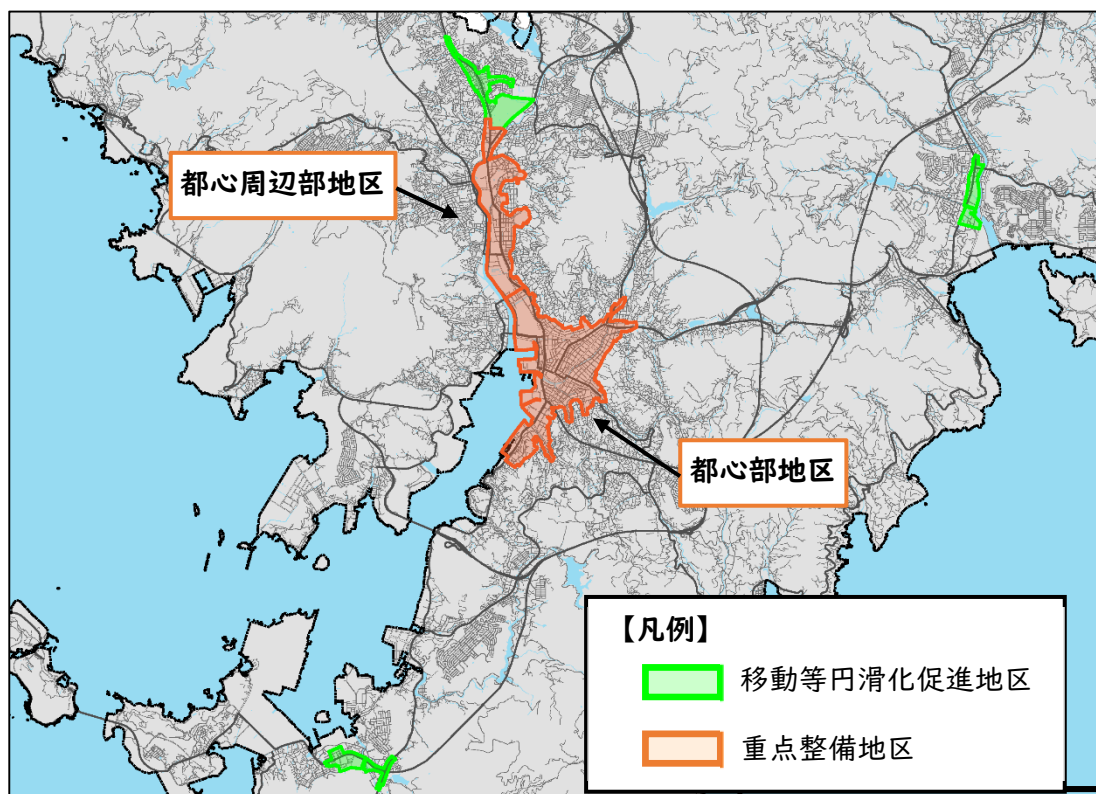 都心周辺部地区
都心部地区
【凡例】
移動等円滑化促進地区
重点整備地区